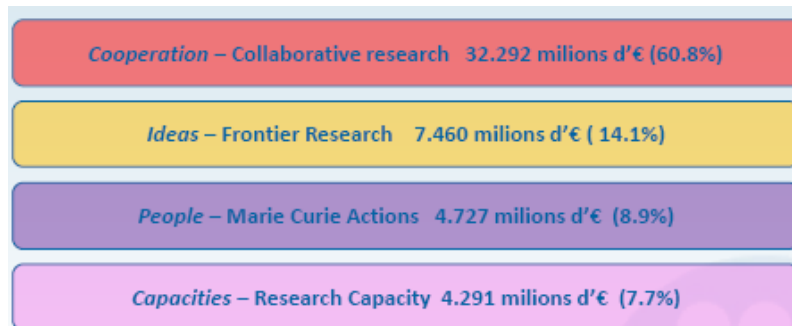 Cooperation – Collaborative research 32.292 milions d'€ (60.8%)
Ideas – Frontier Research 7.460 milions d'€ ( 14.1%)
People – Marie Curie Actions 4.727 milions d'€ (8.9%)
Capacities – Research Capacity 4.291 milions d'€ (7.7%)